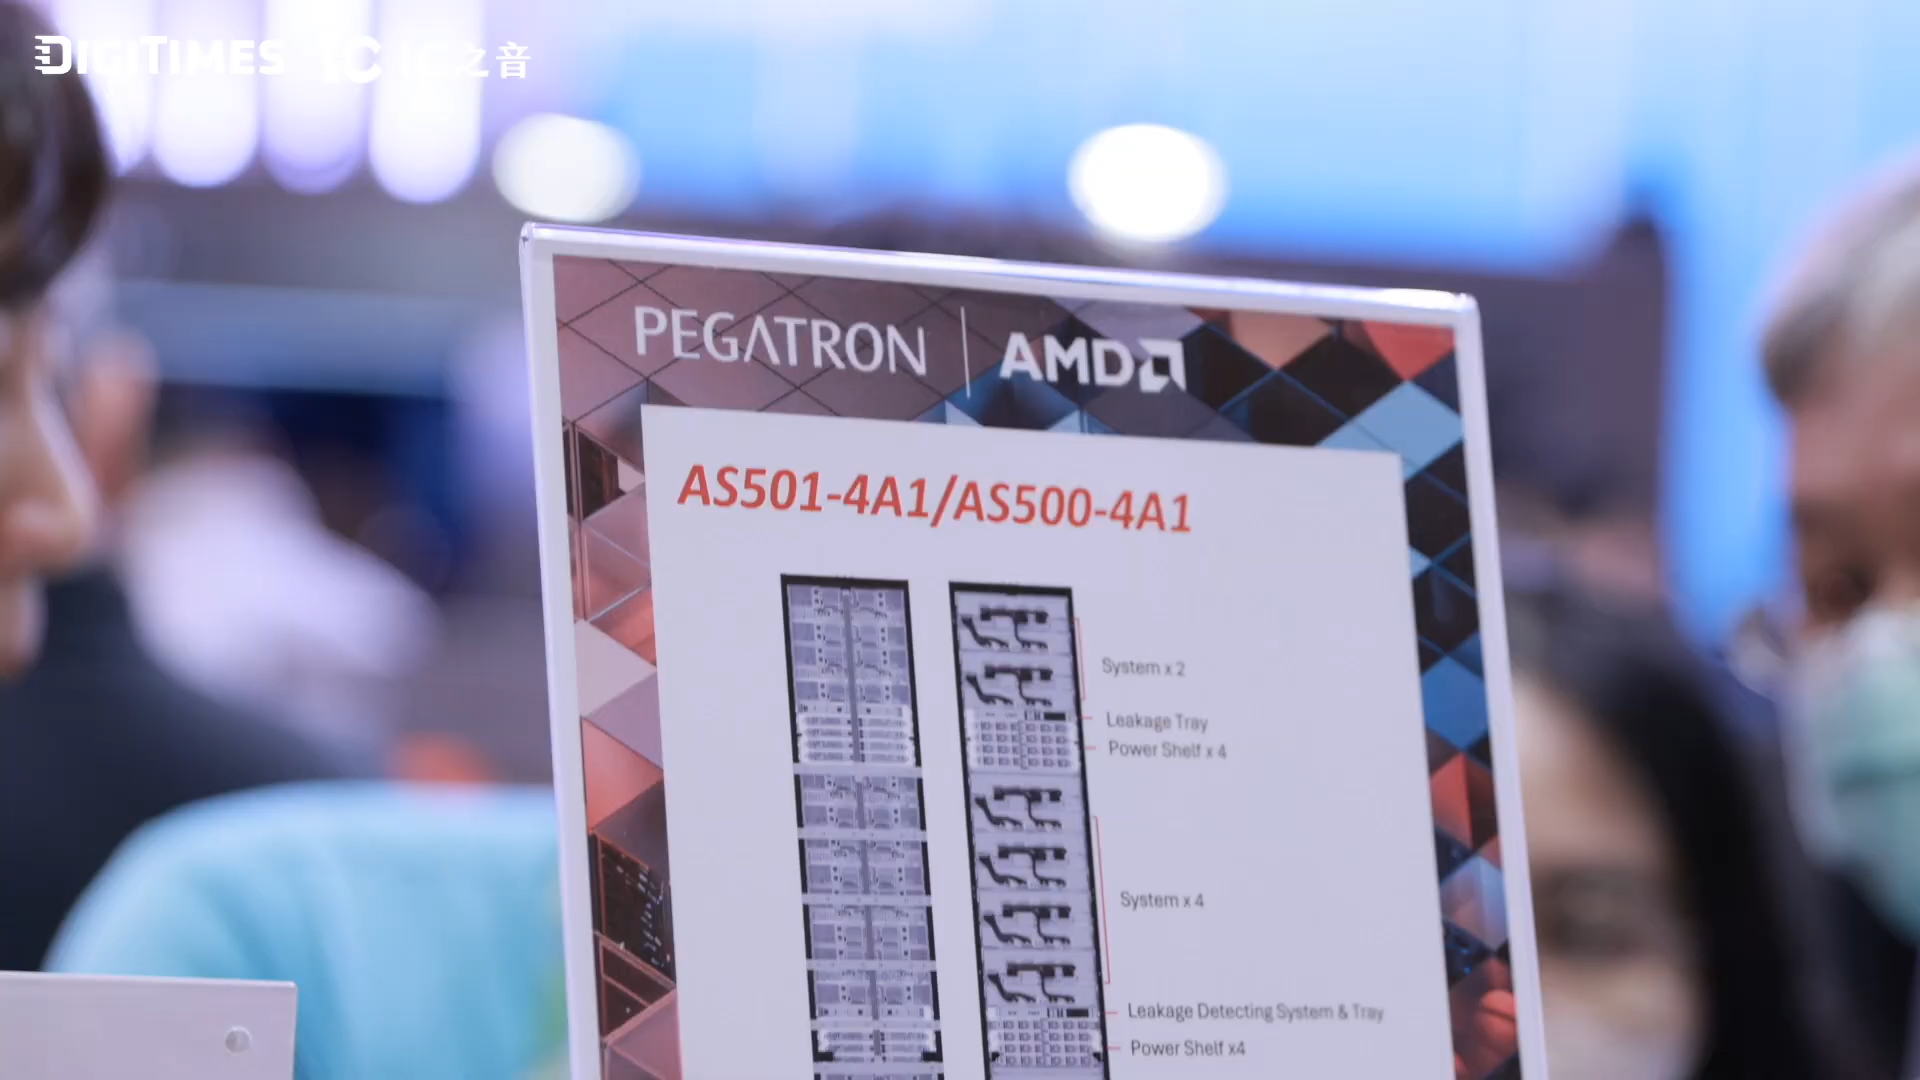 DIGITIMES IC IC之音
PEGATRON | AMD
AS501-4A1/AS500-4A1
System x 2
Leakage Tray
Power Shelf x 4
System x 4
Leakage Detecting System & Tray
Power Shelf x4